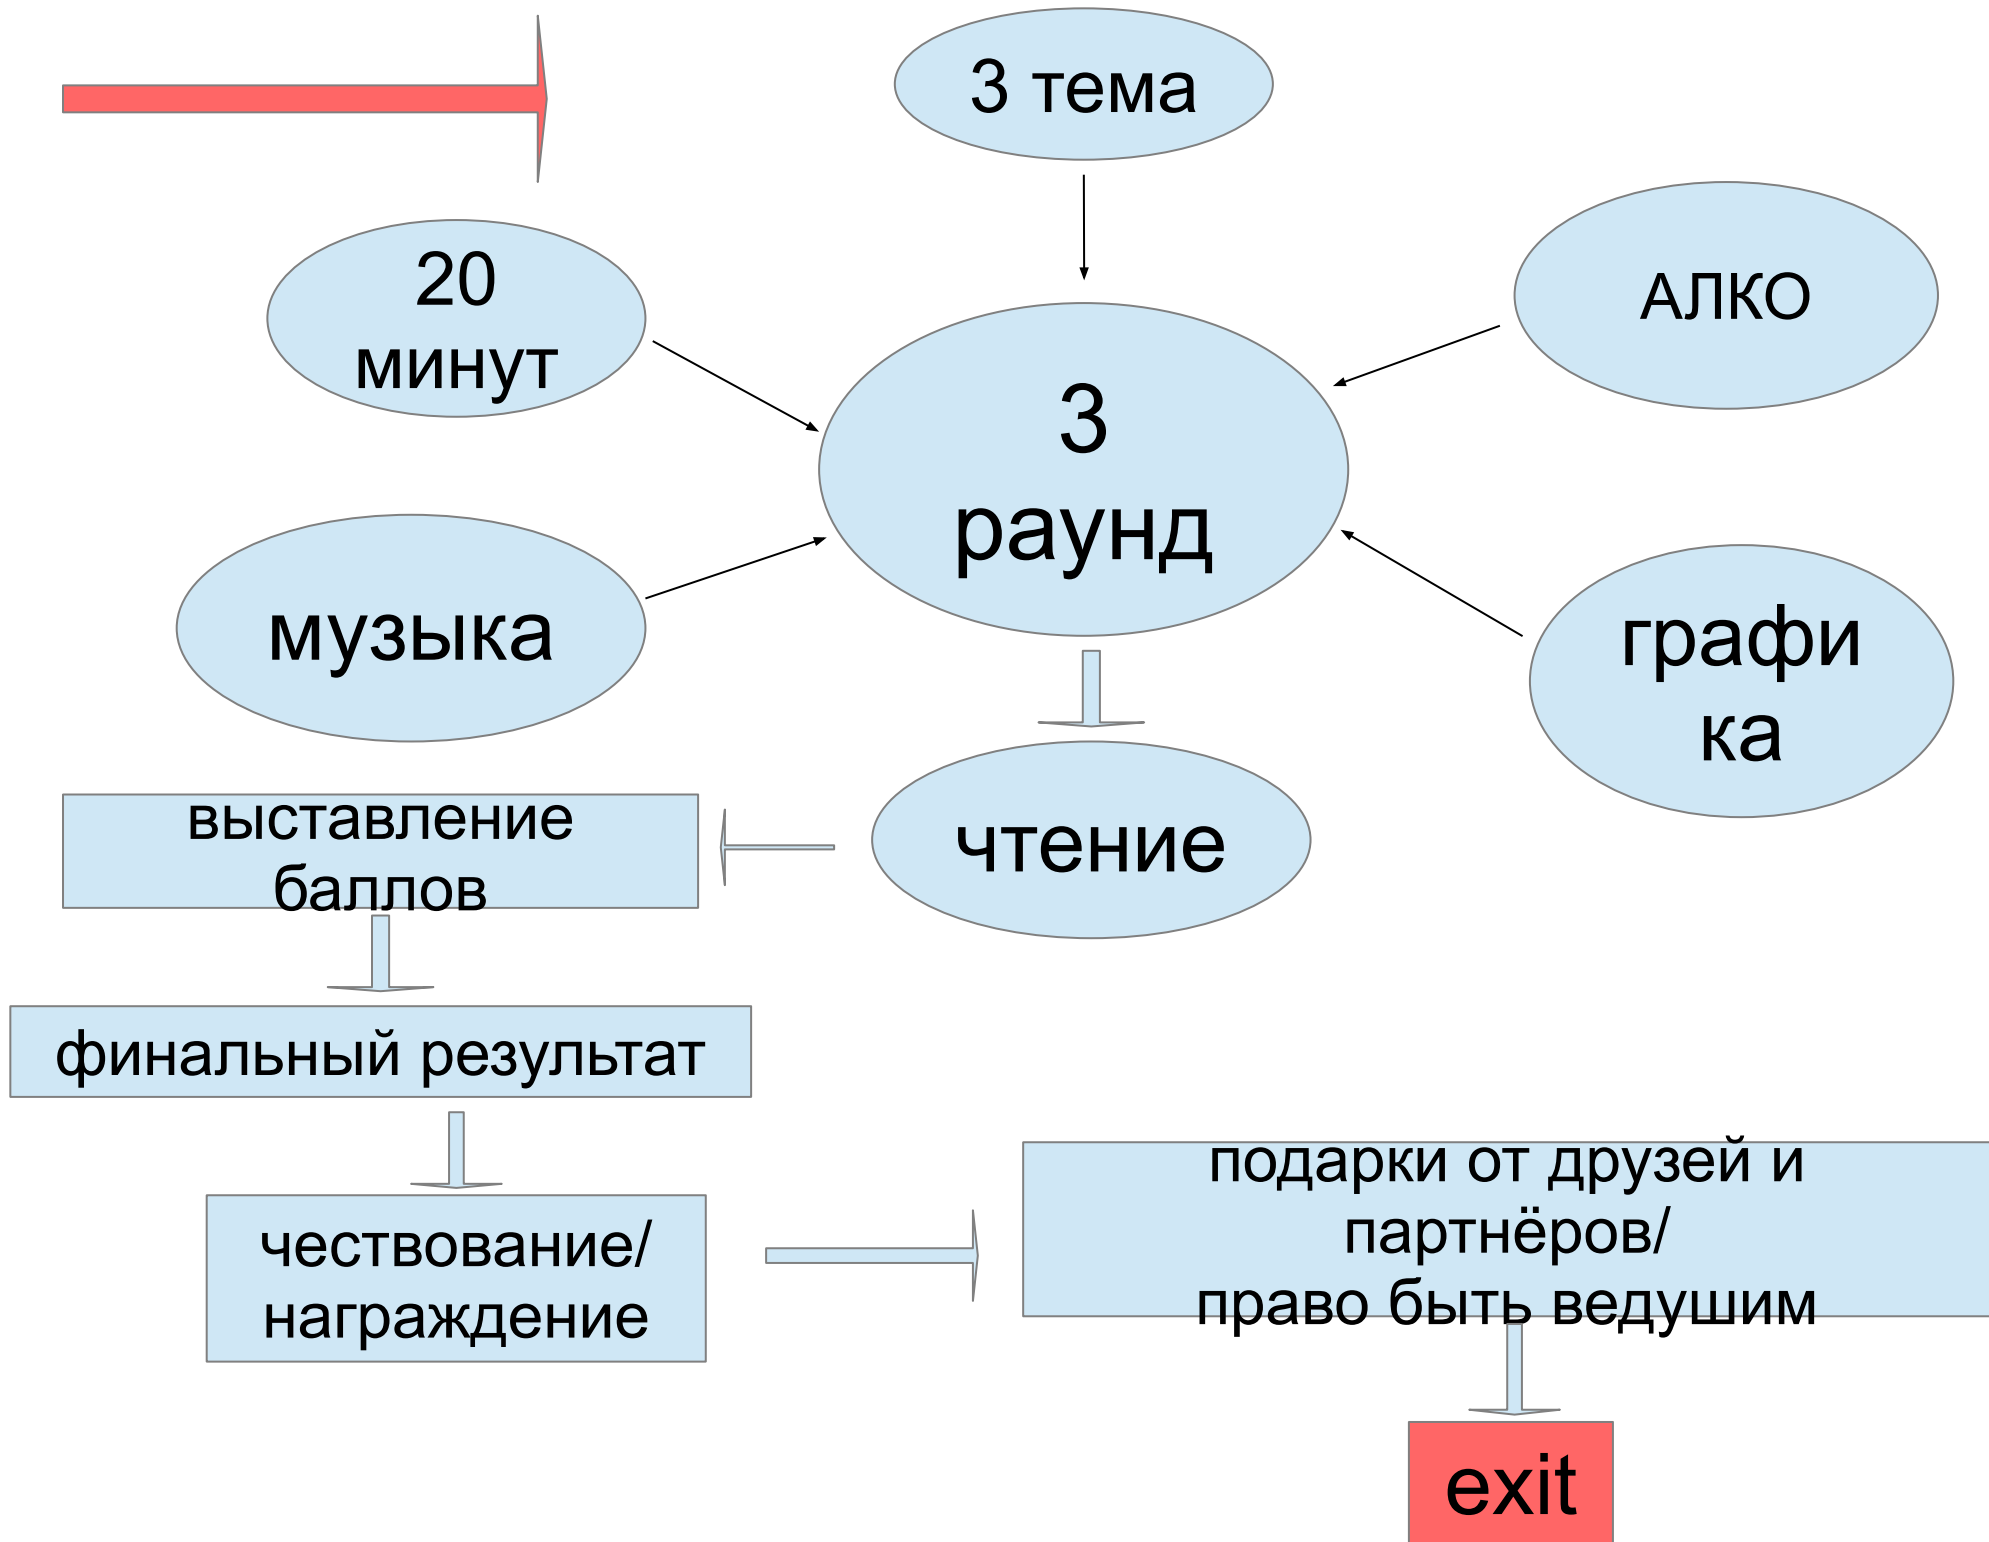 3 тема
20
минут
АЛКО
3
раунд
музыка
графи
ка
чтение
выставление
баллов
финальный результат
чествование/
награждение
подарки от друзей и
партнёров/
право быть ведушим
exit